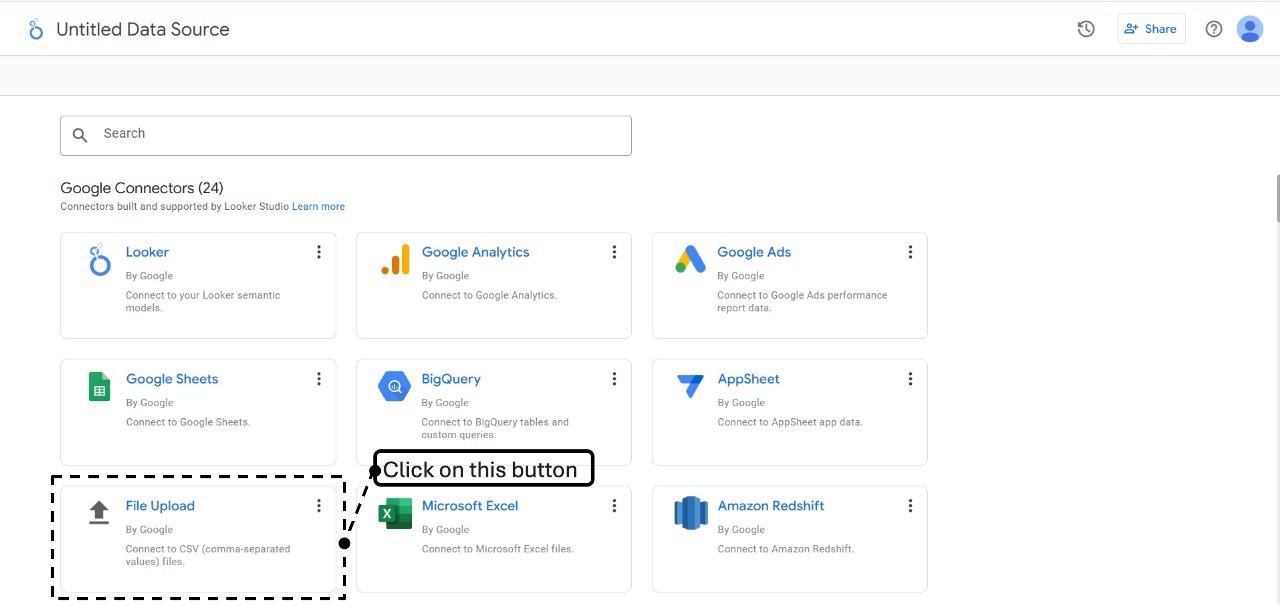 Untitled Data Source
Share
Search
Google Connectors (24)
Connectors built and supported by Looker Studio Learn more
Looker
By Google
Connect to your Looker semantic
models.
Google Analytics
By Google
Connect to Google Analytics.
Google Ads
By Google
Connect to Google Ads performance
report data.
Google Sheets
By Google
Connect to Google Sheets.
BigQuery
By Google
Connect to BigQuery tables and
custom queries.
AppSheet
By Google
Connect to AppSheet app data.
Click on this button
File Upload
By Google
Connect to CSV (comma-separated
values) files.
Microsoft Excel
By Google
Connect to Microsoft Excel files.
Amazon Redshift
By Google
Connect to Amazon Redshift.